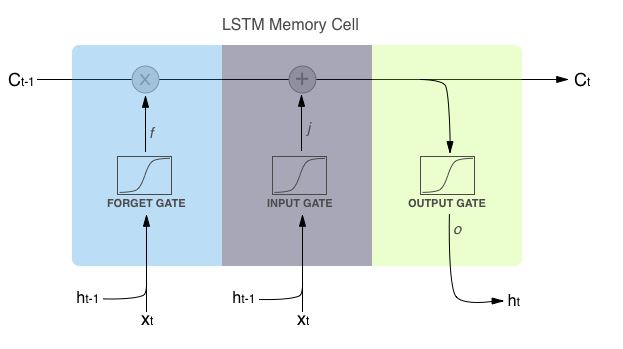 LSTM Memory Cell
Ct-1
X
+
Ct
f
j
FORGET GATE
INPUT GATE
OUTPUT GATE
o
ht-1
ht-1
ht
xt
xt